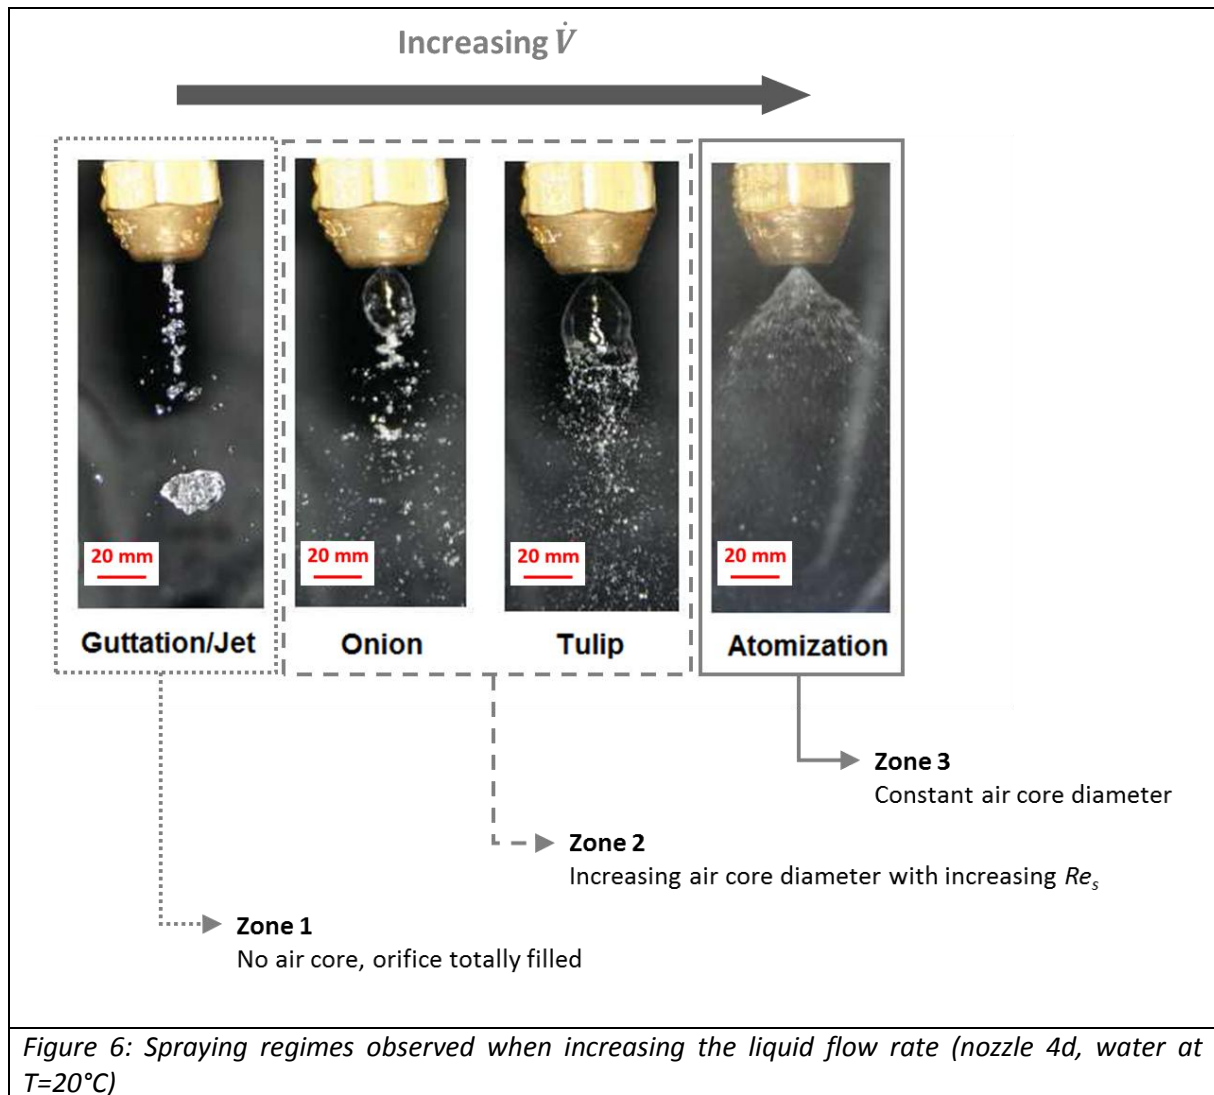 Increasing V̇
20 mm
20 mm
20 mm
20 mm
Guttation/Jet
Onion
Tulip
Atomization
Zone 3
Constant air core diameter
Zone 2
Increasing air core diameter with increasing Res
Zone 1
No air core, orifice totally filled
Figure 6: Spraying regimes observed when increasing the liquid flow rate (nozzle 4d, water at
T=20°C)